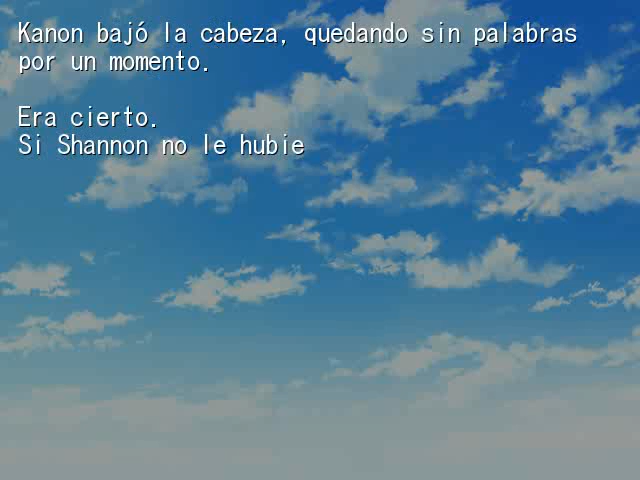 Kanon bajó la cabeza, quedando sin palabras
por un momento.
Era cierto.
Si Shannon no le hubie